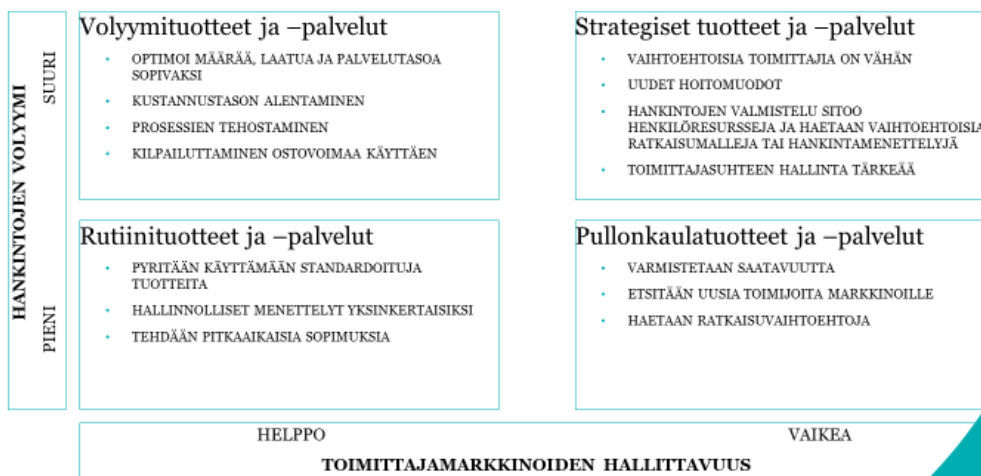 HANKINTOJEN VOLYYMI
SUURI
PIENI
Volyymituotteet ja –palvelut
• OPTIMOI MÄÄRÄÄ, LAATUA JA PALVELUTASOA
SOPIVAKSI
• KUSTANNUSTASON ALENTAMINEN
• PROSESSIEN TEHOSTAMINEN
• KILPAILUTTAMINEN OSTOVOIMAA KÄYTTÄEN
Strategiset tuotteet ja –palvelut
• VAIHTOEHTOISIA TOIMITTAJIA ON VÄHÄN
• UUDET HOITOMUODOT
• HANKINTOJEN VALMISTELU SITOO
HENKILÖRESURSSEJA JA HAETAAN VAIHTOEHTOISIA
RATKAISUMALLEJA TAI HANKINTAMENETTELYJÄ
• TOIMITTAJASUHTEEN HALLINTA TÄRKEÄÄ
Rutiinituotteet ja –palvelut
• PYRITÄÄN KÄYTTÄMÄÄN STANDARDOITUJA
TUOTTEITA
• HALLINNOLLISET MENETTELYT YKSINKERTAISIKSI
• TEHDÄÄN PITKAAIKAISIA SOPIMUKSIA
Pullonkaulatuotteet ja –palvelut
• VARMISTETAAN SAATAVUUTTA
• ETSITÄÄN UUSIA TOIMIJOITA MARKKINOILLE
• HAETAAN RATKAISUVAIHTOEHTOJA
HELPPO
VAIKEA
TOIMITTAJAMARKKINOIDEN HALLITTAVUUS